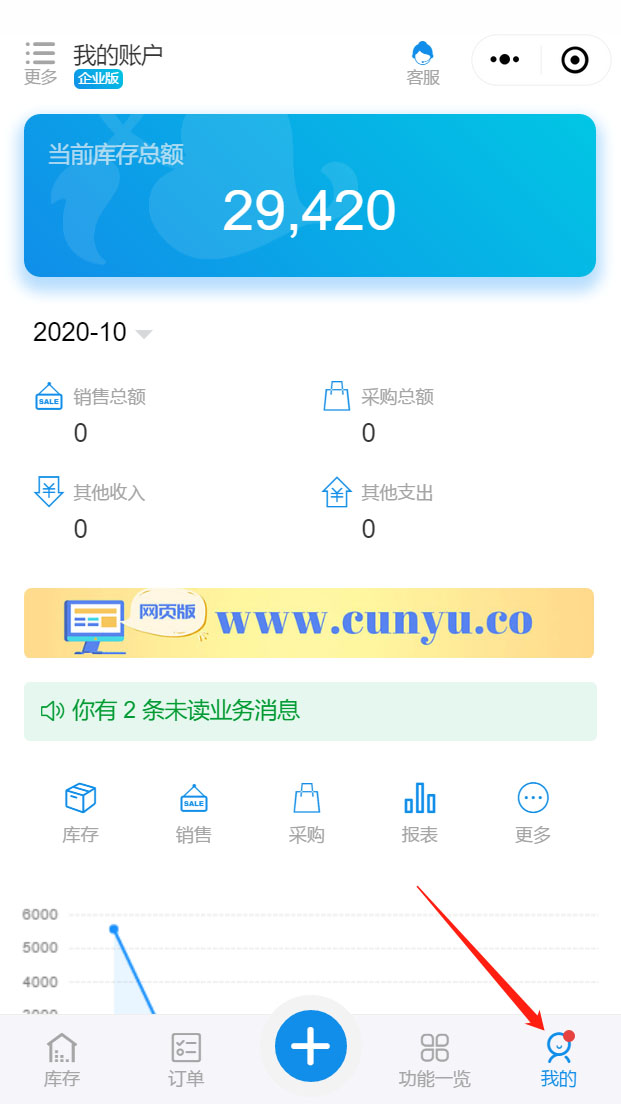 我的账户
更多
企业版
客服
当前库存总额
29,420
2020-10
SALE 销售总额
采购总额
0
0
其他收入
其他支出
0
0
网页版 www.cunyu.co
你有 2 条未读业务消息
SALE
库存 销售 采购 报表 更多
6000
5000
4000
3000
库存 订单 功能一览 我的